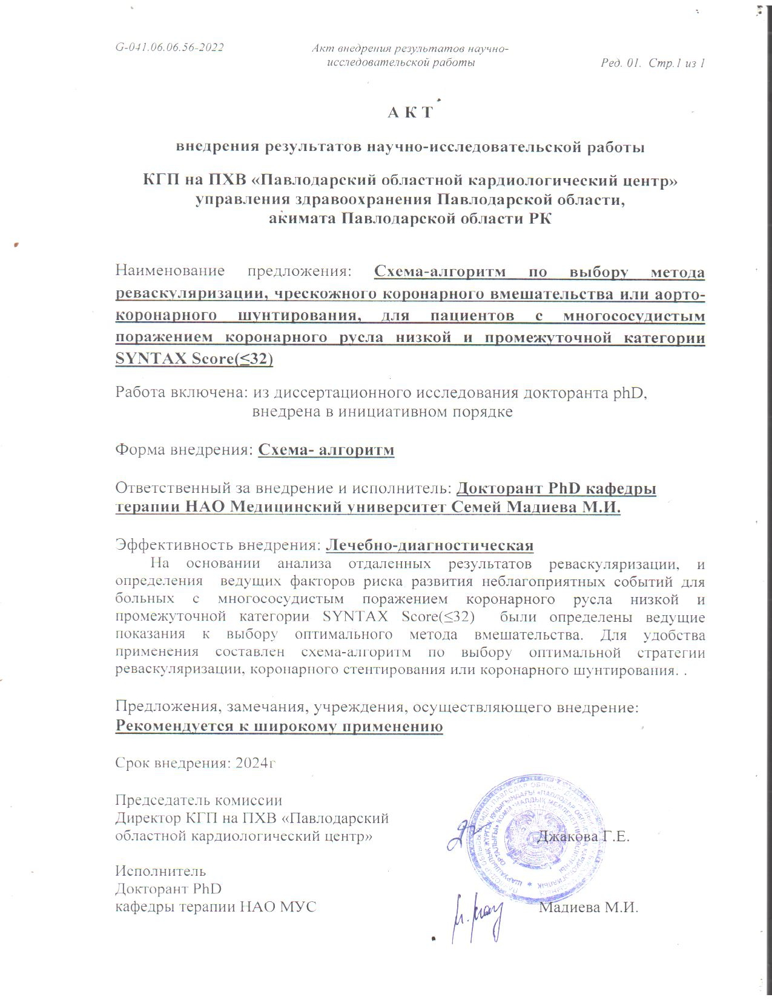 G-041.06.06.56-2022
Акт внедрения результатов научно-
исследовательской работы
Ред. 01. Стр.1 из 1
А К Т
внедрения результатов научно-исследовательской работы
КГП на ПХВ «Павлодарский областной кардиологический центр»
управления здравоохранения Павлодарской области,
акимата Павлодарской области РК
Наименование предложения: Схема-алгоритм по выбору метода
реваскуляризации, чрескожного коронарного вмешательства или аорто-
коронарного шунтирования, для пациентов с многососудистым
поражением коронарного русла низкой и промежуточной категории
SYNTAX Score(≤32)
Работа включена: из диссертационного исследования докторанта phD,
внедрена в инициативном порядке
Форма внедрения: Схема- алгоритм
Ответственный за внедрение и исполнитель: Докторант PhD кафедры
терапии НАО Медицинский университет Семей Мадиева М.И.
Эффективность внедрения: Лечебно-диагностическая
На основании анализа отдаленных результатов реваскуляризации, и
определения ведущих факторов риска развития неблагоприятных событий для
больных с многососудистым поражением коронарного русла низкой и
промежуточной категории SYNTAX Score(≤32) были определены ведущие
показания к выбору оптимального метода вмешательства. Для удобства
применения составлен схема-алгоритм по выбору оптимальной стратегии
реваскуляризации, коронарного стентирования или коронарного шунтирования. .
Предложения, замечания, учреждения, осуществляющего внедрение:
Рекомендуется к широкому применению
Срок внедрения: 2024г
Председатель комиссии
Директор КГП на ПХВ «Павлодарский
областной кардиологический центр» Джакова Г.Е.
Исполнитель
Докторант PhD
кафедры терапии НАО МУС Мадиева М.И.